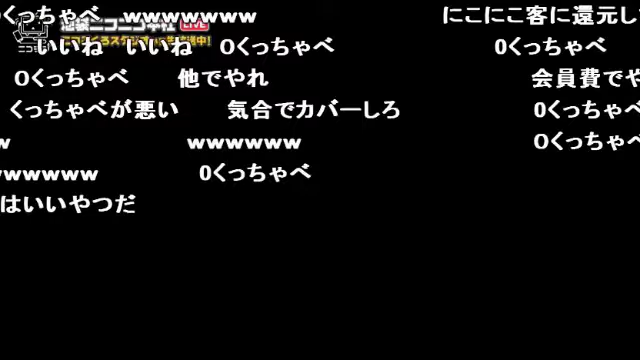 0くっちゃべ wwwwwwww にこにこ客に還元し
いいね いいね 0くっちゃべ 0くっちゃべ
0くっちゃべ 他でやれ 会員費でや
くっちゃべが悪い 気合でカバーしろ 0くっちゃべ
w wwwwww 0くっちゃべ
wwwwww 0くっちゃべ
はいいやつだ
LIVE